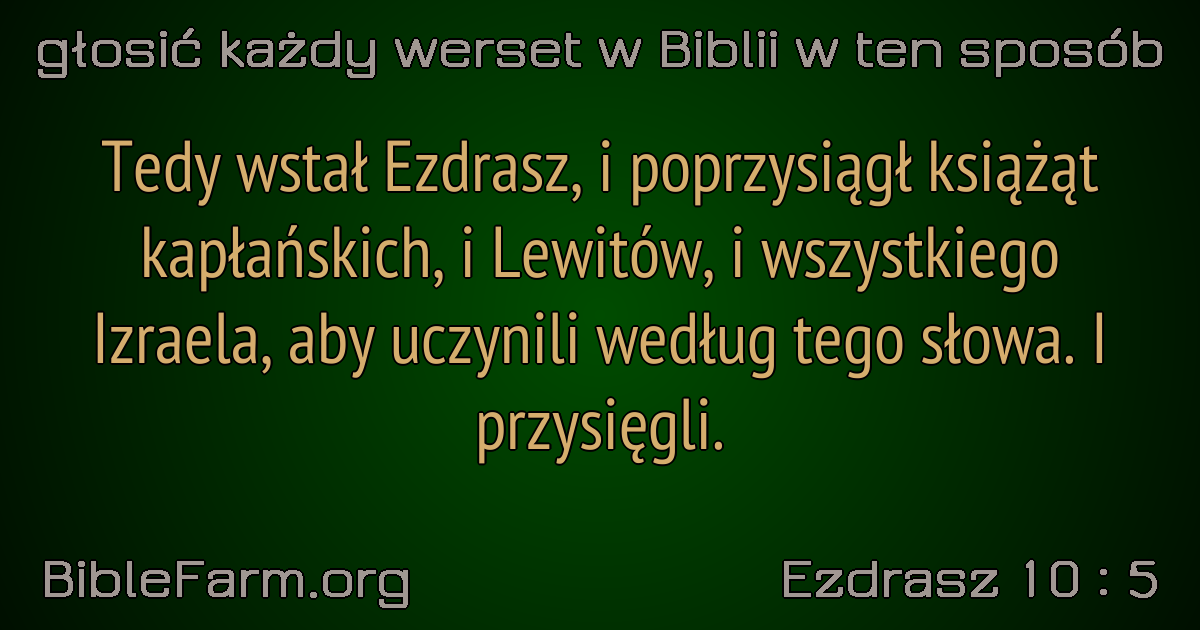 głosić każdy werset w Biblii w ten sposób
Tedy wstał Ezdrasz, i poprzysiągł książąt
kapłańskich, i Lewitów, i wszystkiego
Izraela, aby uczynili według tego słowa. I
przysięgli.
BibleFarm.org
Ezdrasz 10 : 5